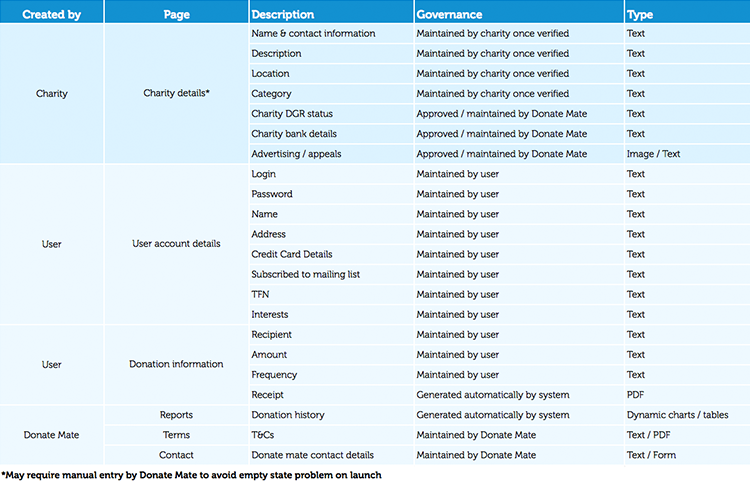 Created by Page Description Governance Type
Name & contact information Maintained by charity once verified Text
Description Maintained by charity once verified Text
Location Maintained by charity once verified Text
Charity Charity details* Category Maintained by charity once verified Text
Charity DGR status Approved / maintained by Donate Mate Text
Charity bank details Approved / maintained by Donate Mate Text
Advertising / appeals Approved / maintained by Donate Mate Image / Text
Login Maintained by user Text
Password Maintained by user Text
Name Maintained by user Text
Address Maintained by user Text
User User account details
Credit Card Details Maintained by user Text
Subscribed to mailing list Maintained by user Text
TFN Maintained by user Text
Interests Maintained by user Text
Recipient Maintained by user Text
Amount Maintained by user Text
User Donation information
Frequency Maintained by user Text
Receipt Generated automatically by system PDF
Reports Donation history Generated automatically by system Dynamic charts / tables
Donate Mate Terms T&Cs Maintained by Donate Mate Text / PDF
Contact Donate mate contact details Maintained by Donate Mate Text / Form
*May require manual entry by Donate Mate to avoid empty state problem on launch